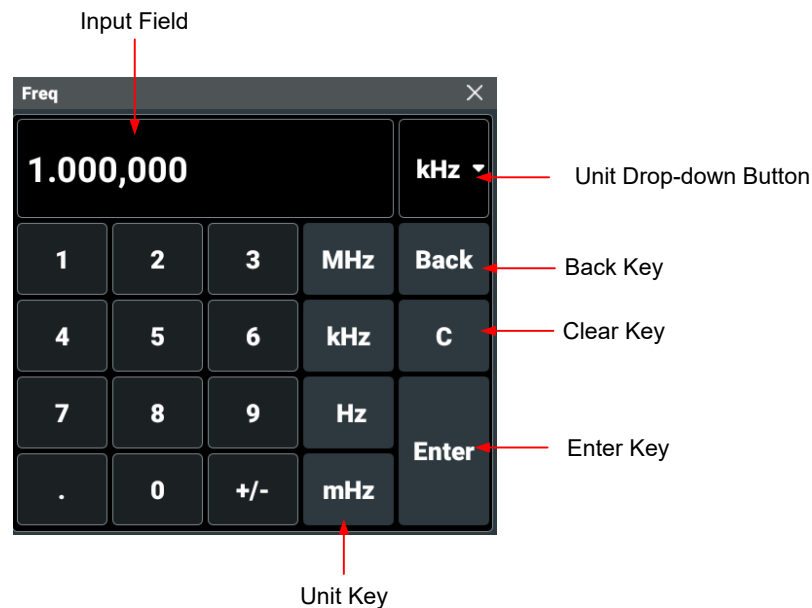 Input Field
Freq
1.000,000 kHz
Unit Drop-down Button
1 2 3 MHz Back
Back Key
4 5 6 kHz C
Clear Key
7 8 9 Hz
Enter
Enter Key
. 0 +/- mHz
Unit Key